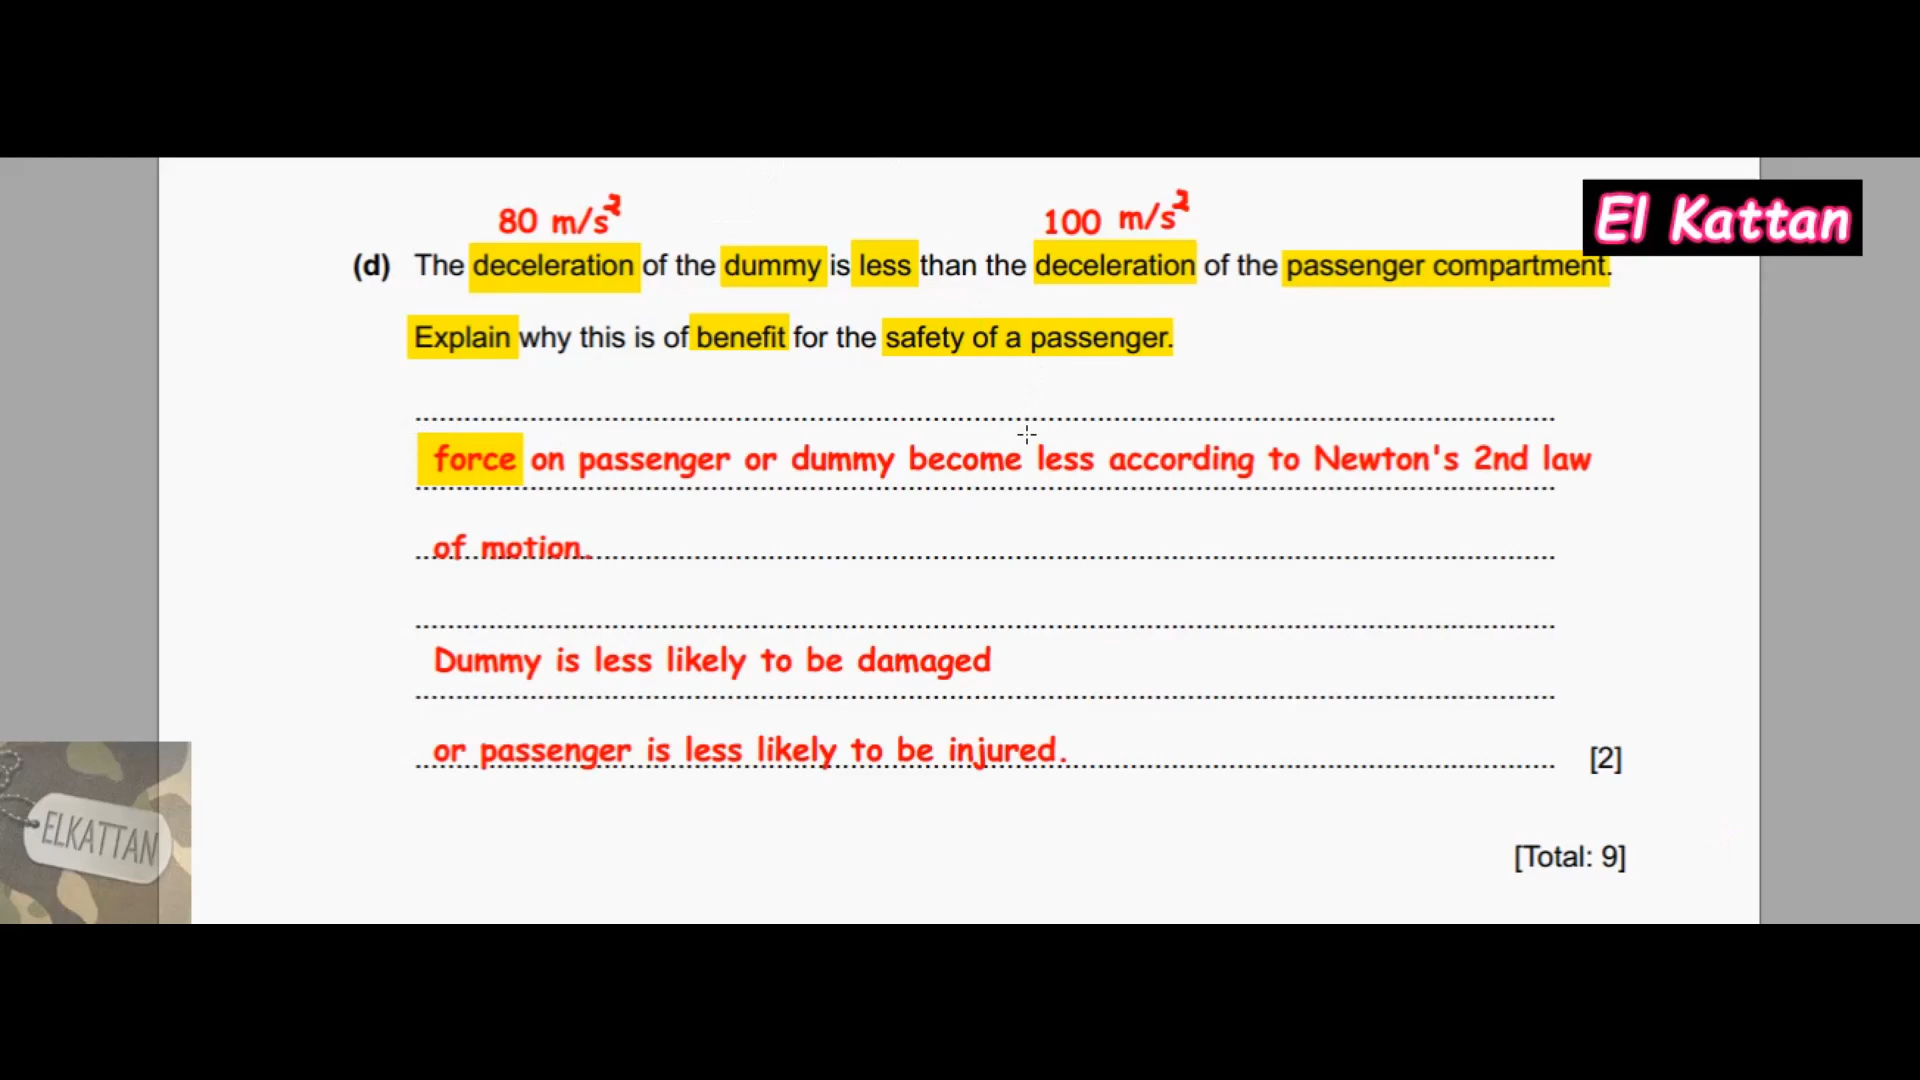 El Kattan
80 m/s² 100 m/s²
(d) The deceleration of the dummy is less than the deceleration of the passenger compartment.
Explain why this is of benefit for the safety of a passenger.
force on passenger or dummy become less according to Newton's 2nd law
of motion.
Dummy is less likely to be damaged
or passenger is less likely to be injured.
[2]
ELKATTAN
[Total: 9]